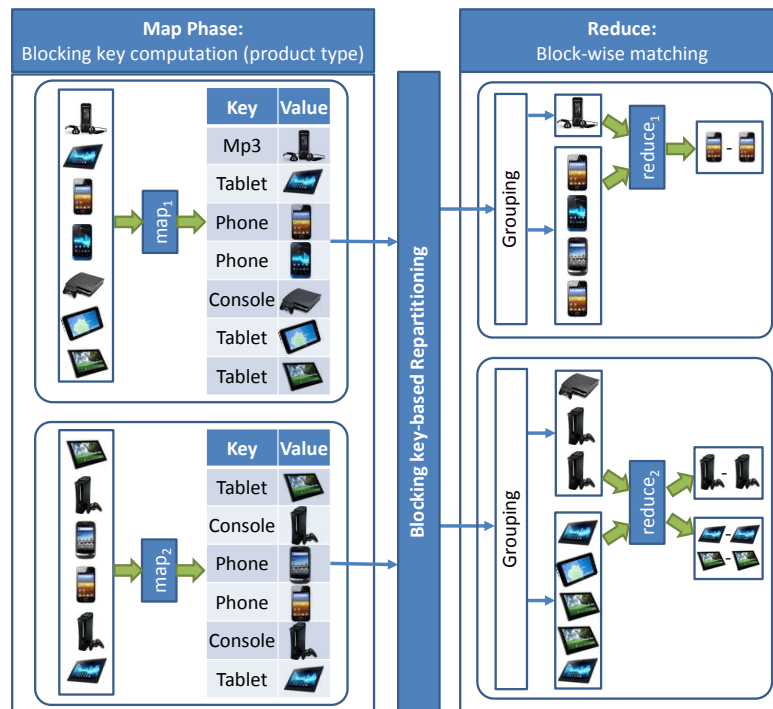 Map Phase:
Blocking key computation (product type)
Key Value
Mp3
Tablet
Phone
Phone
Console
Tablet
Tablet
map1
Key Value
Tablet
Console
Phone
Phone
Console
Tablet
map2
Blocking key-based Repartitioning
Reduce:
Block-wise matching
Grouping
reduce1
-
Grouping
reduce2
-
-
-